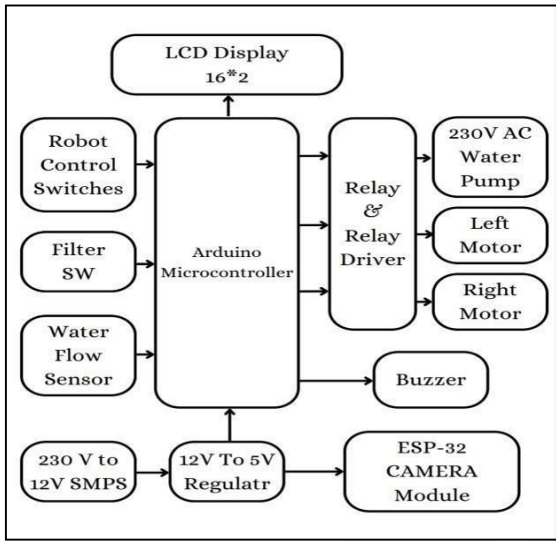 LCD Display
16*2
Robot
Control
Switches
Filter
SW
Water
Flow
Sensor
Arduino
Microcontroller
Relay
&
Relay
Driver
230V AC
Water
Pump
Left
Motor
Right
Motor
Buzzer
230 V to
12V SMPS
12V To 5V
Regulatr
ESP-32
CAMERA
Module